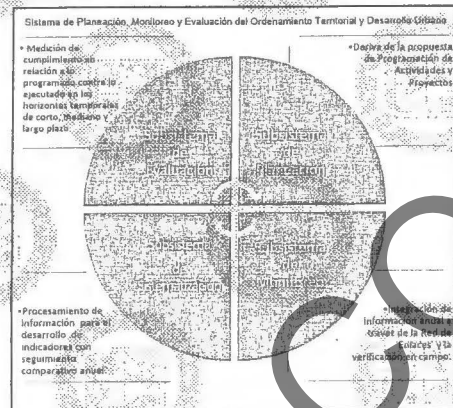 Sistema de Planeación, Monitoreo y Evaluación del Ordenamiento Territorial y Desarrollo Urbano
• Medición de
cumplimiento en
relación a lo
programado contra lo
ejecutado en los
horizontes temporales
de corto, mediano y
largo plazo.
•Deriva de la propuesta
de Programación de
Actividades y
Proyectos
Subsistema
de
Evaluación
Subsistema
de
Planeación
Subsistema
de
Sistematización
Subsistema
de
•Procesamiento de
información para el
desarrollo de
indicadores con
seguimiento
comparativo anual.
•Integración de
información anual a
través de la Red de
Enlaces y la
verificación en campo.